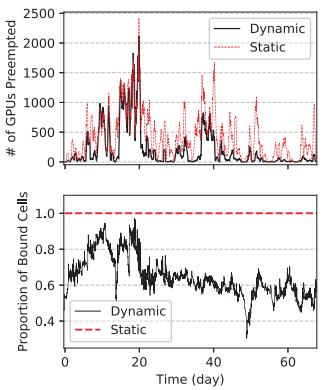 2500
2000
1500
1000
500
0
# of GPUs Preempted
Dynamic
Static
1.0
0.8
0.6
0.4
Proportion of Bound Cells
Dynamic
Static
0 20 40 60
Time (day)